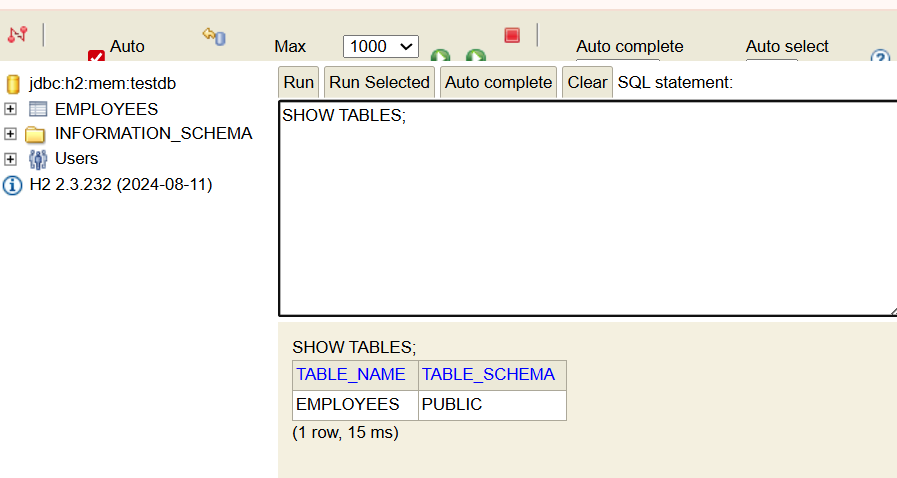 Auto Max 1000 Auto complete Auto select
jdbc:h2:mem:testdb
EMPLOYEES
INFORMATION_SCHEMA
Users
H2 2.3.232 (2024-08-11)
Run Run Selected Auto complete Clear SQL statement:
SHOW TABLES;
SHOW TABLES;
TABLE_NAME TABLE_SCHEMA
EMPLOYEES PUBLIC
(1 row, 15 ms)